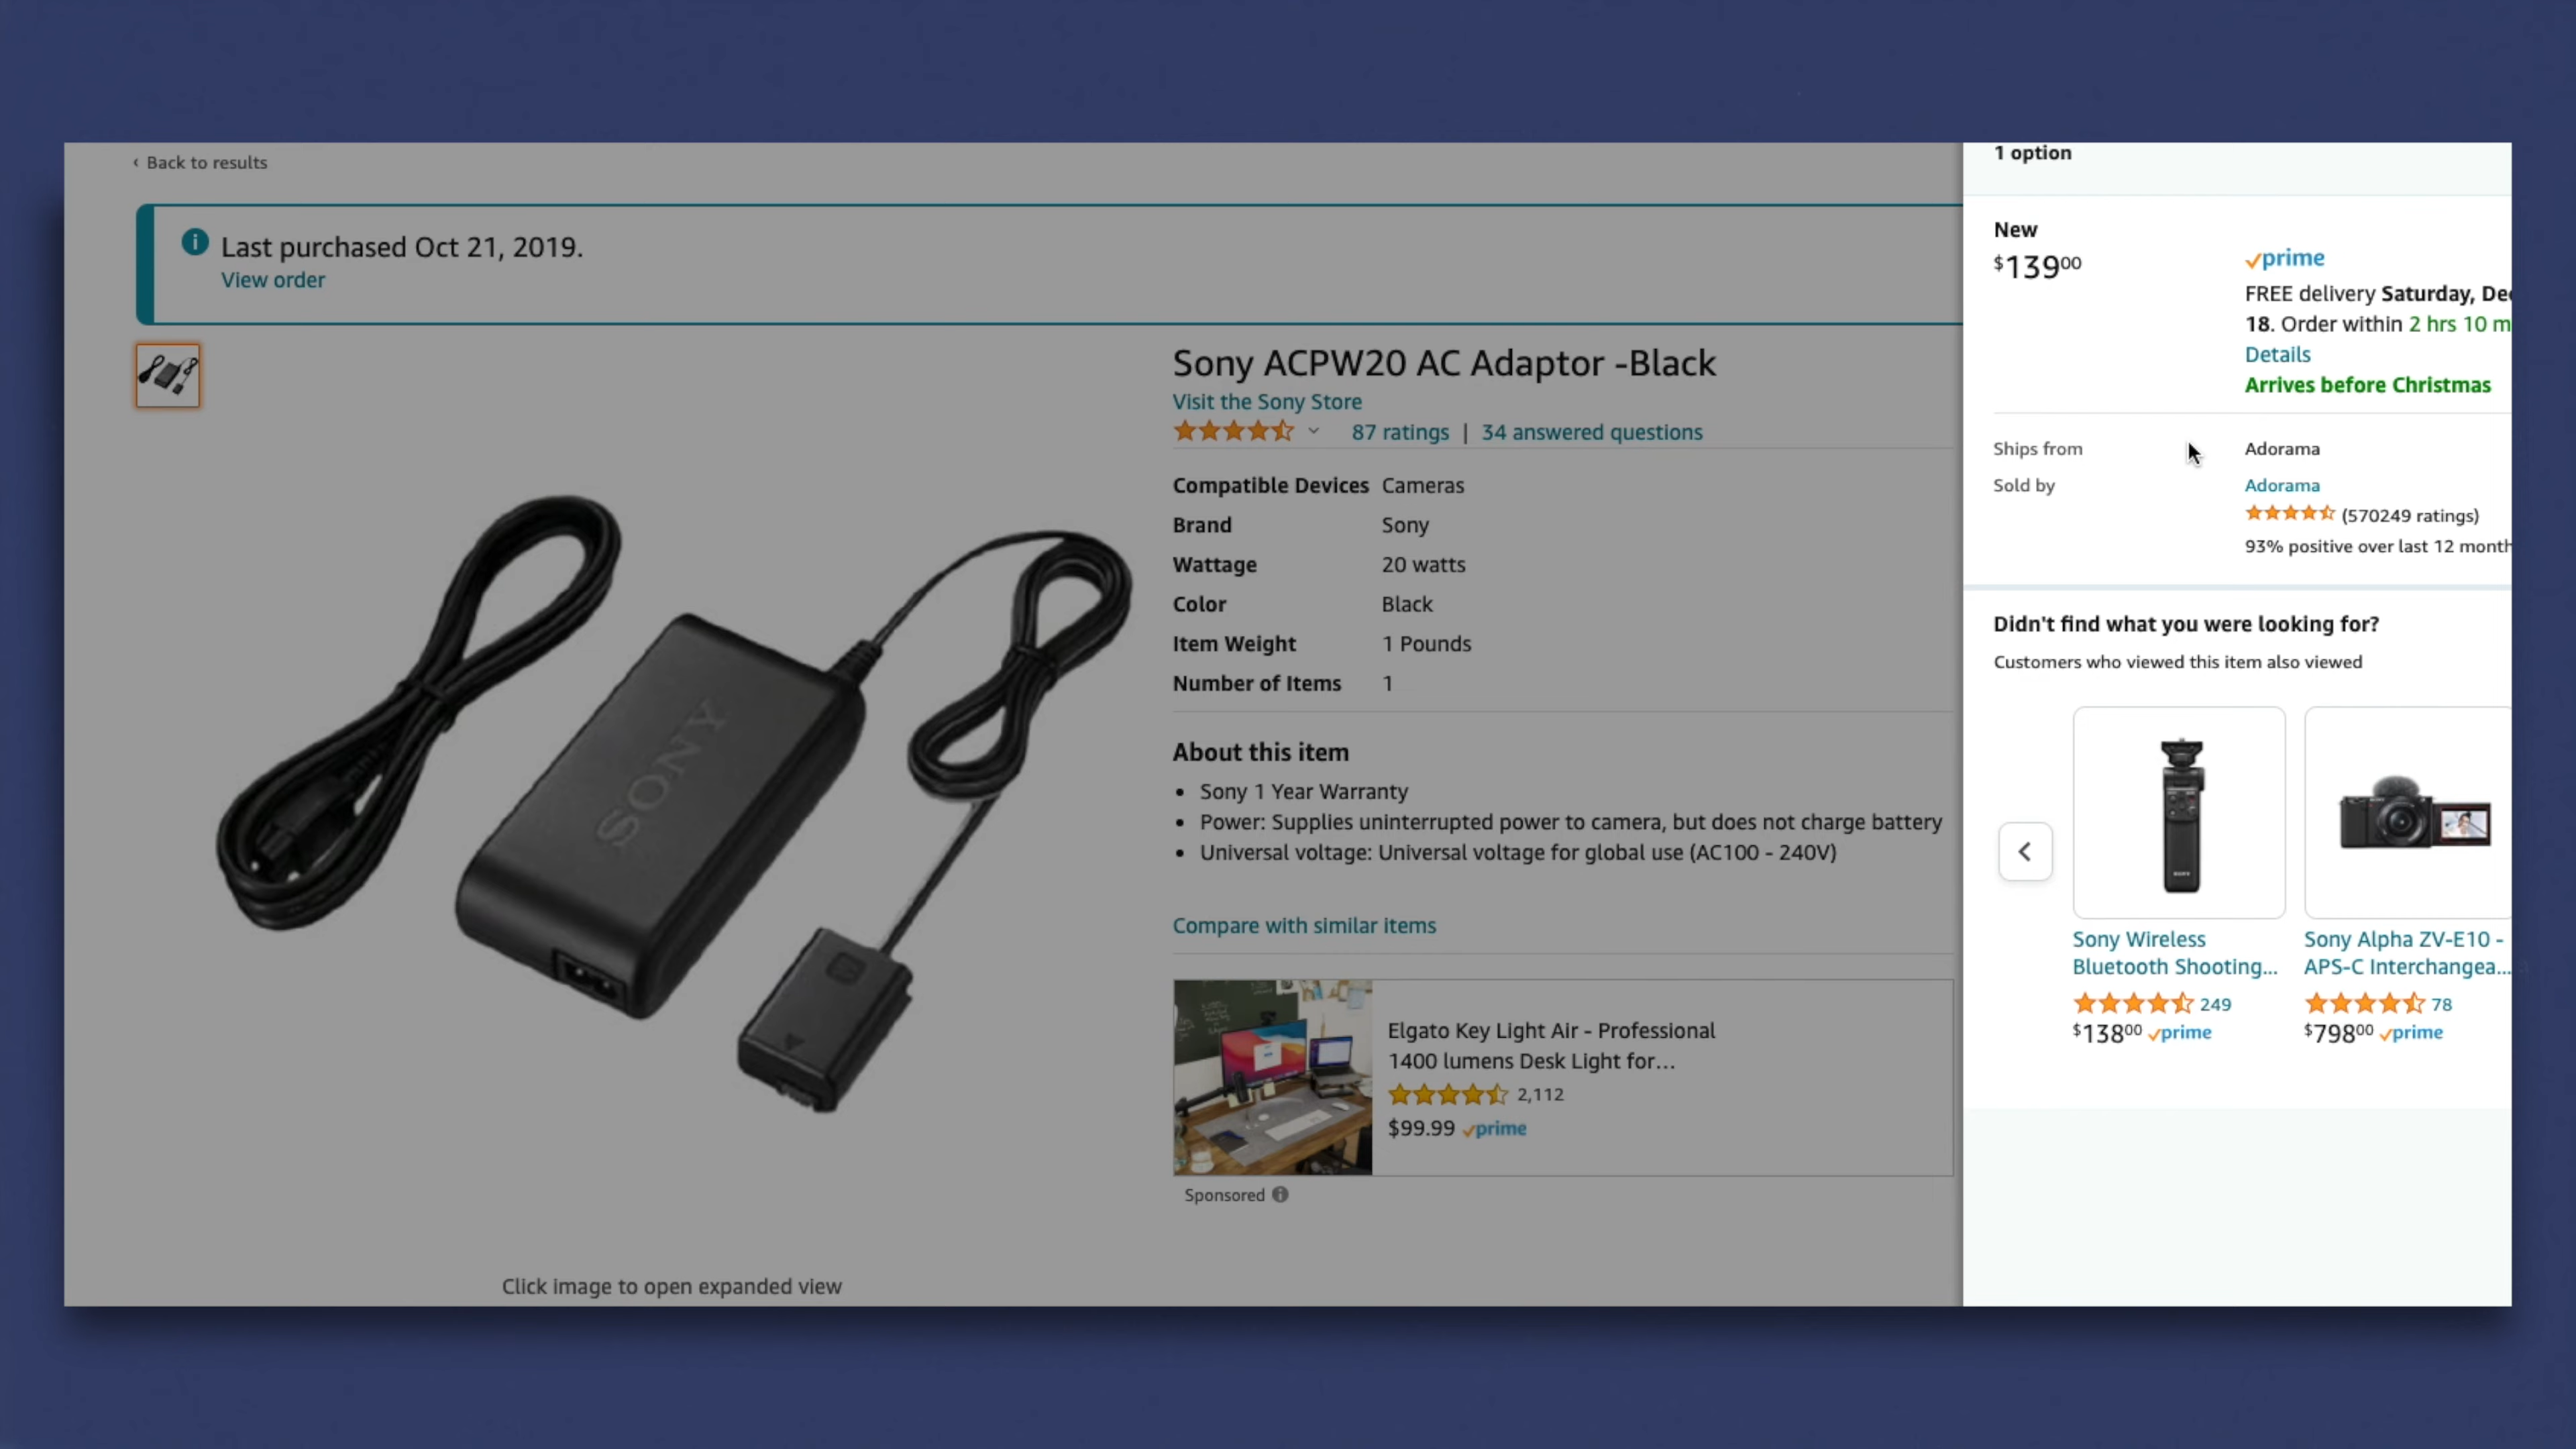 ‹ Back to results
Last purchased Oct 21, 2019.
View order
SONY
Click image to open expanded view
Sony ACPW20 AC Adaptor -Black
Visit the Sony Store
87 ratings | 34 answered questions
Compatible Devices Cameras
Brand Sony
Wattage 20 watts
Color Black
Item Weight 1 Pounds
Number of Items 1
About this item
• Sony 1 Year Warranty
• Power: Supplies uninterrupted power to camera, but does not charge battery
• Universal voltage: Universal voltage for global use (AC100 - 240V)
Compare with similar items
Elgato Key Light Air - Professional
1400 lumens Desk Light for...
2,112
$99.99 prime
Sponsored
1 option
New
$13900
prime
FREE delivery Saturday,
18. Order within 2 hrs 10
Details
Arrives before Christmas
Ships from Adorama
Sold by Adorama
(570249 ratings)
93% positive over last 12
Didn't find what you were looking for?
Customers who viewed this item also viewed
Sony Wireless
Bluetooth Shooting...
249
$13800 prime
Sony Alpha ZV-E10 -
APS-C Interchangea...
78
$79800 prime